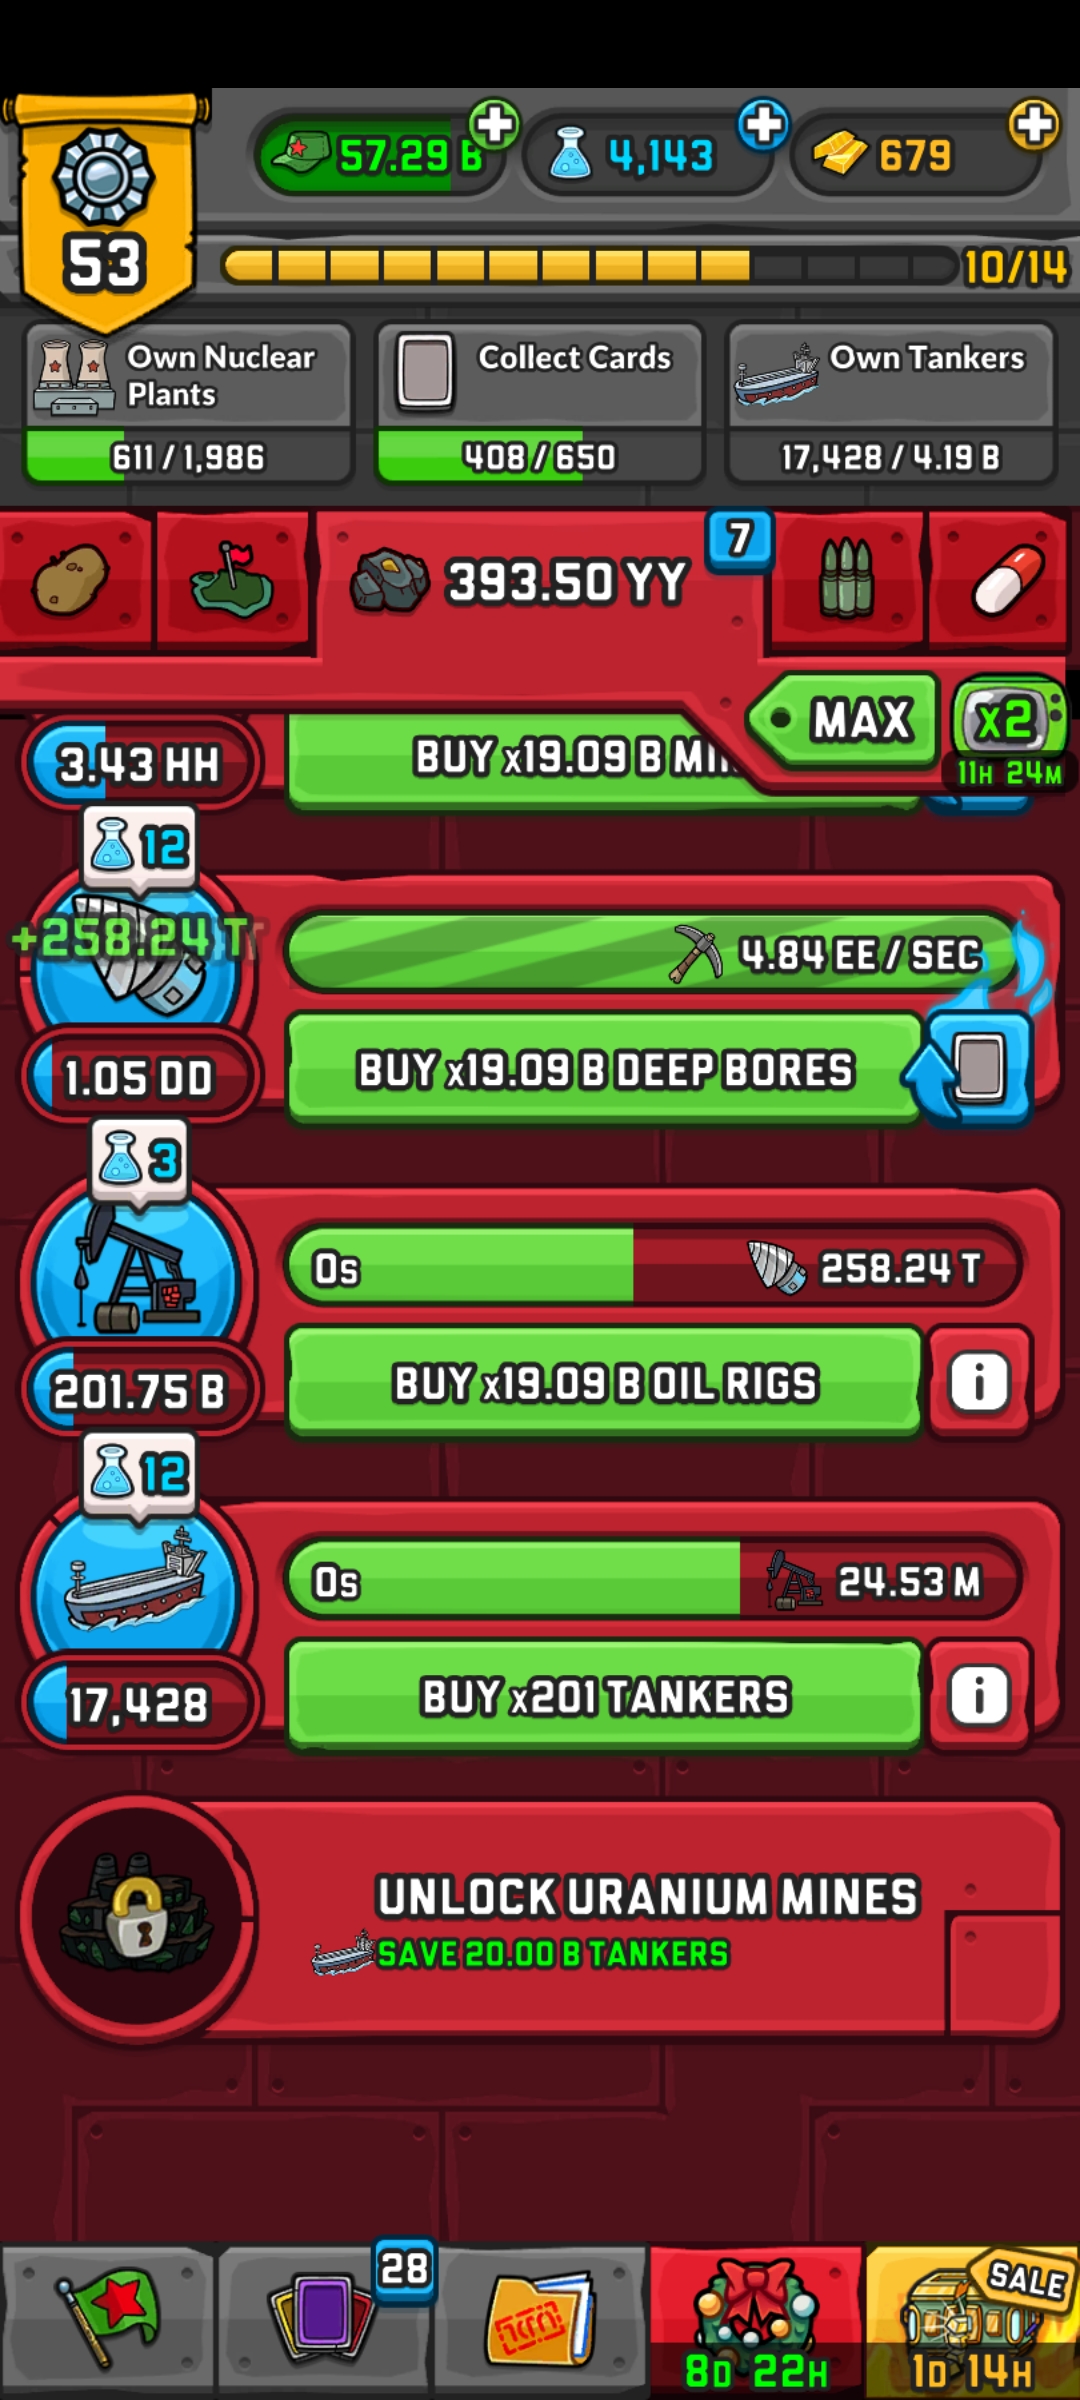 57.29 B
4,143
679
53
10/14
Own Nuclear
Plants
Collect Cards
Own Tankers
611 / 1,986
408 / 650
17,428 / 4.19 B
393.50 YY
7
MAX
x2
11H 24M
3.43 HH
BUY x19.09 B
12
+258.24 T
4.84 EE / SEC
1.05 DD
BUY x19.09 B DEEP BORES
3
0s
258.24 T
201.75 B
BUY x19.09 B OIL RIGS
i
12
0s
24.53 M
17,428
BUY x201 TANKERS
i
UNLOCK URANIUM MINES
SAVE 20.00 B TANKERS
28
SALE
8D 22H
1D 14H